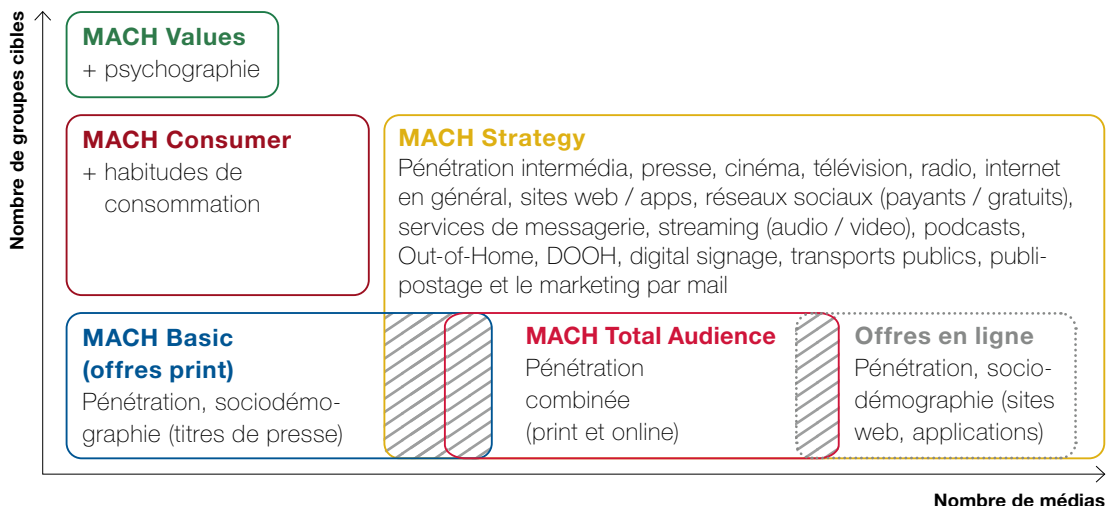 Nombre de groupes cibles
MACH Values
+ psychographie
MACH Consumer
+ habitudes de
consommation
MACH Strategy
Pénétration intermédia, presse, cinéma, télévision, radio, internet
en général, sites web / apps, réseaux sociaux (payants / gratuits),
services de messagerie, streaming (audio / video), podcasts,
Out-of-Home, DOOH, digital signage, transports publics, publi-
postage et le marketing par mail
MACH Basic
(offres print)
Pénétration, sociodémo-
graphie (titres de presse)
MACH Total Audience
Pénétration
combinée
(print et online)
Offres en ligne
Pénétration, socio-
démographie (sites
web, applications)
Nombre de médias